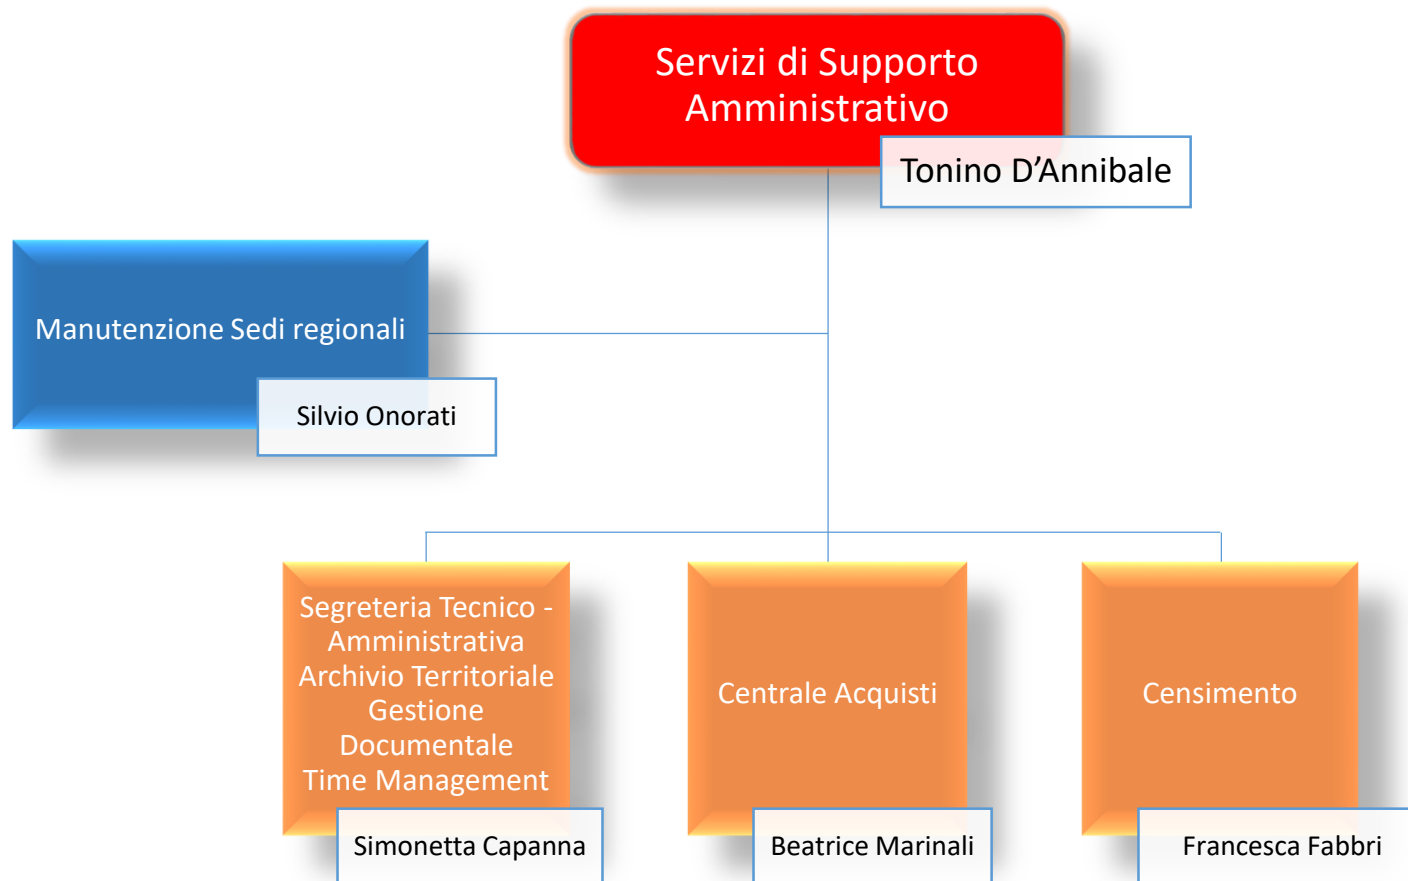 Servizi di Supporto
Amministrativo
Tonino D’Annibale
Manutenzione Sedi regionali
Silvio Onorati
Segreteria Tecnico -
Amministrativa
Archivio Territoriale
Gestione
Documentale
Time Management
Simonetta Capanna
Centrale Acquisti
Beatrice Marinali
Censimento
Francesca Fabbri